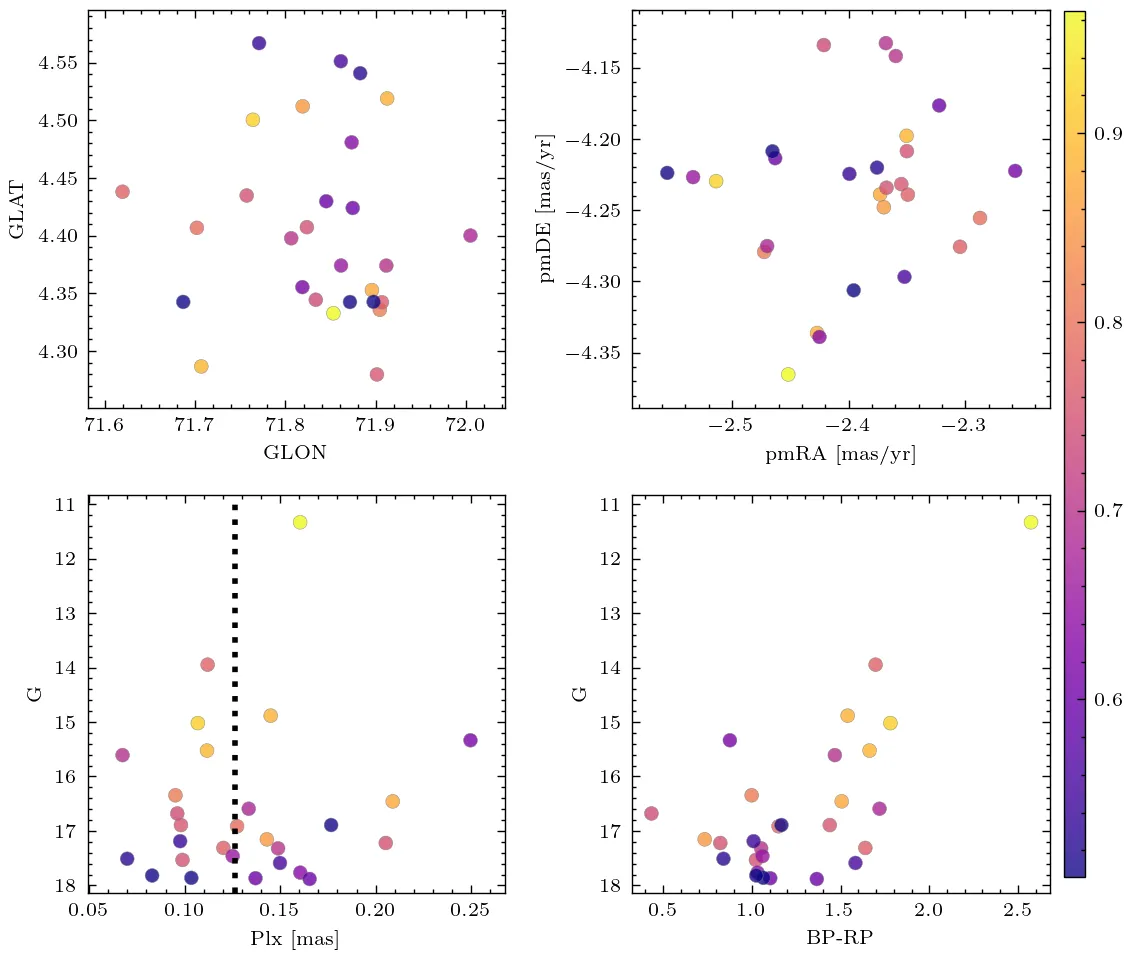 4.55
4.50
4.45
4.40
4.35
4.30
GLAT
71.6 71.7 71.8 71.9 72.0
GLON
−4.15
−4.20
−4.25
−4.30
−4.35
pmDE [mas/yr]
−2.5 −2.4 −2.3
pmRA [mas/yr]
0.9
0.8
0.7
0.6
11
12
13
14
15
16
17
18
G
0.05 0.10 0.15 0.20 0.25
Plx [mas]
11
12
13
14
15
16
17
18
G
0.5 1.0 1.5 2.0 2.5
BP-RP